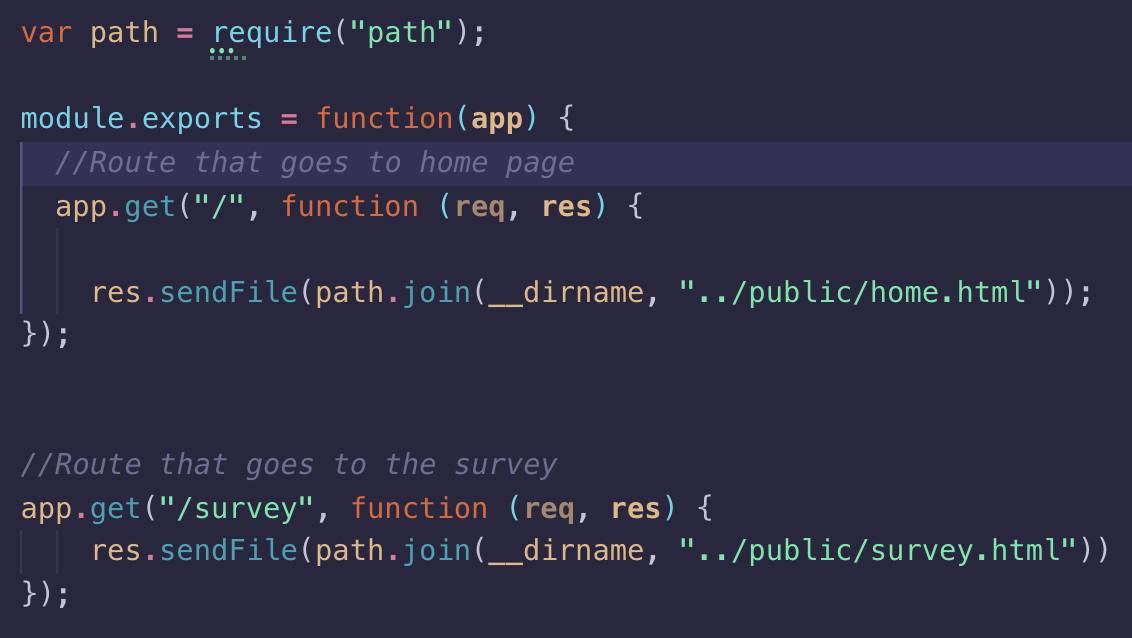 var path = require("path");
module.exports = function(app) {
//Route that goes to home page
app.get("/", function (req, res) {
res.sendFile(path.join(__dirname, "../public/home.html"));
});
//Route that goes to the survey
app.get("/survey", function (req, res) {
res.sendFile(path.join(__dirname, "../public/survey.html"))
});